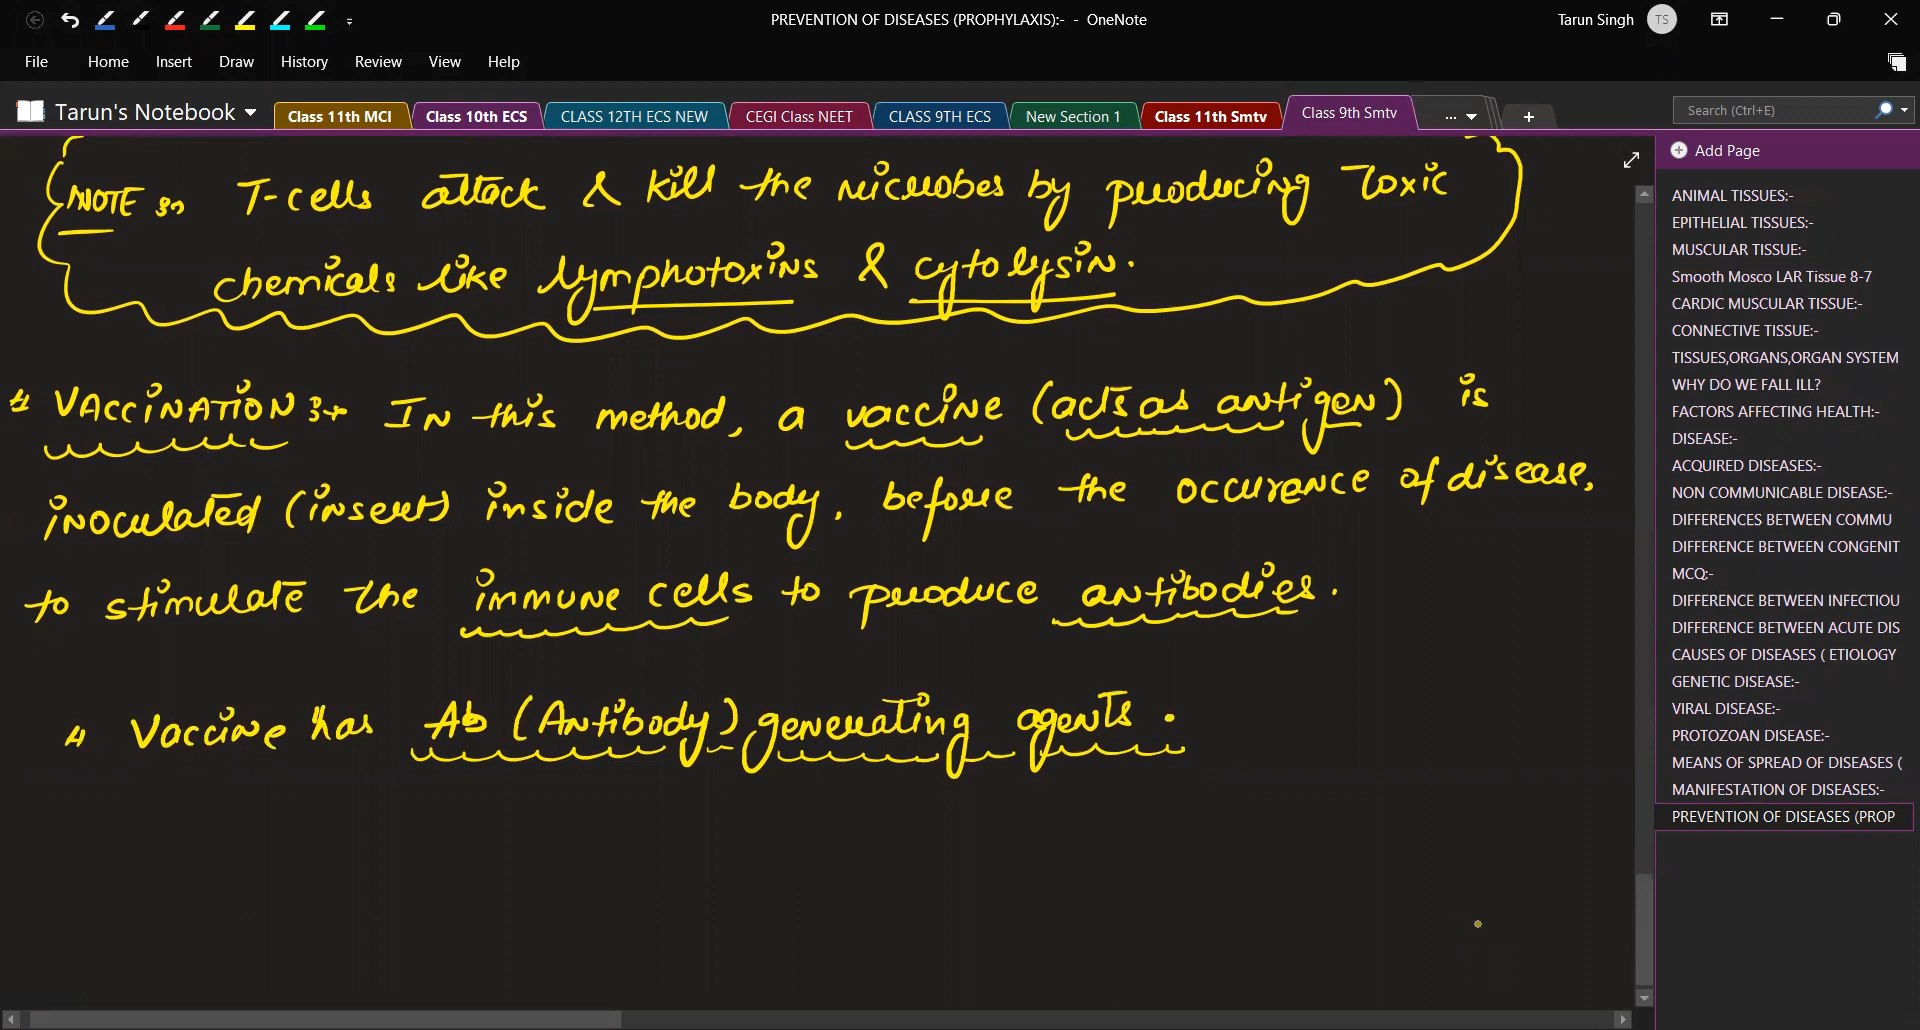 PREVENTION OF DISEASES (PROPHYLAXIS):- - OneNote
Tarun Singh
TS
File Home Insert Draw History Review View Help
Tarun's Notebook
Class 11th MCI
Class 10th ECS
CLASS 12TH ECS NEW
CEGI Class NEET
CLASS 9TH ECS
New Section 1
Class 11th Smtv
Class 9th Smtv
...
+
Search (Ctrl+E)
NOTE :- T-cells attack & kill the microbes by producing Toxic
chemicals like lymphotoxins & cytolysin.
VACCINATION :- In this method, a vaccine (acts as antigen) is
inoculated (insert) inside the body, before the occurence of disease,
to stimulate the immune cells to produce antibodies.
Vaccine has Ab (Antibody) generating agents.
Add Page
ANIMAL TISSUES:-
EPITHELIAL TISSUES:-
MUSCULAR TISSUE:-
Smooth Mosco LAR Tissue 8-7
CARDIC MUSCULAR TISSUE:-
CONNECTIVE TISSUE:-
TISSUES,ORGANS,ORGAN SYSTEM
WHY DO WE FALL ILL?
FACTORS AFFECTING HEALTH:-
DISEASE:-
ACQUIRED DISEASES:-
NON COMMUNICABLE DISEASE:-
DIFFERENCES BETWEEN COMMU
DIFFERENCE BETWEEN CONGENIT
MCQ:-
DIFFERENCE BETWEEN INFECTIOU
DIFFERENCE BETWEEN ACUTE DIS
CAUSES OF DISEASES ( ETIOLOGY
GENETIC DISEASE:-
VIRAL DISEASE:-
PROTOZOAN DISEASE:-
MEANS OF SPREAD OF DISEASES (
MANIFESTATION OF DISEASES:-
PREVENTION OF DISEASES (PROP